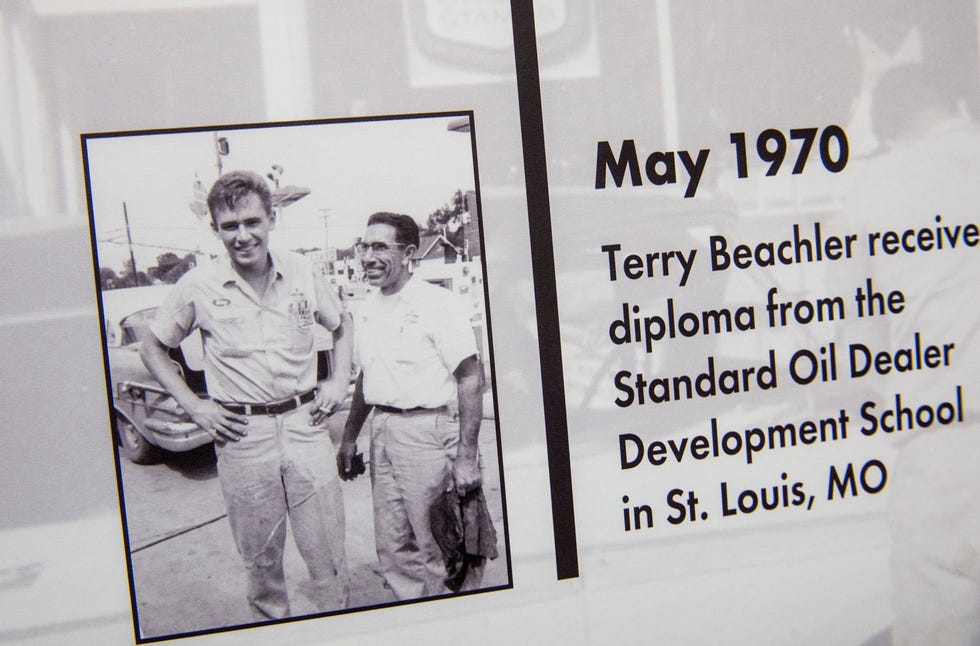 May 1970
Terry Beachler receive
diploma from the
Standard Oil Dealer
Development School
in St. Louis, MO